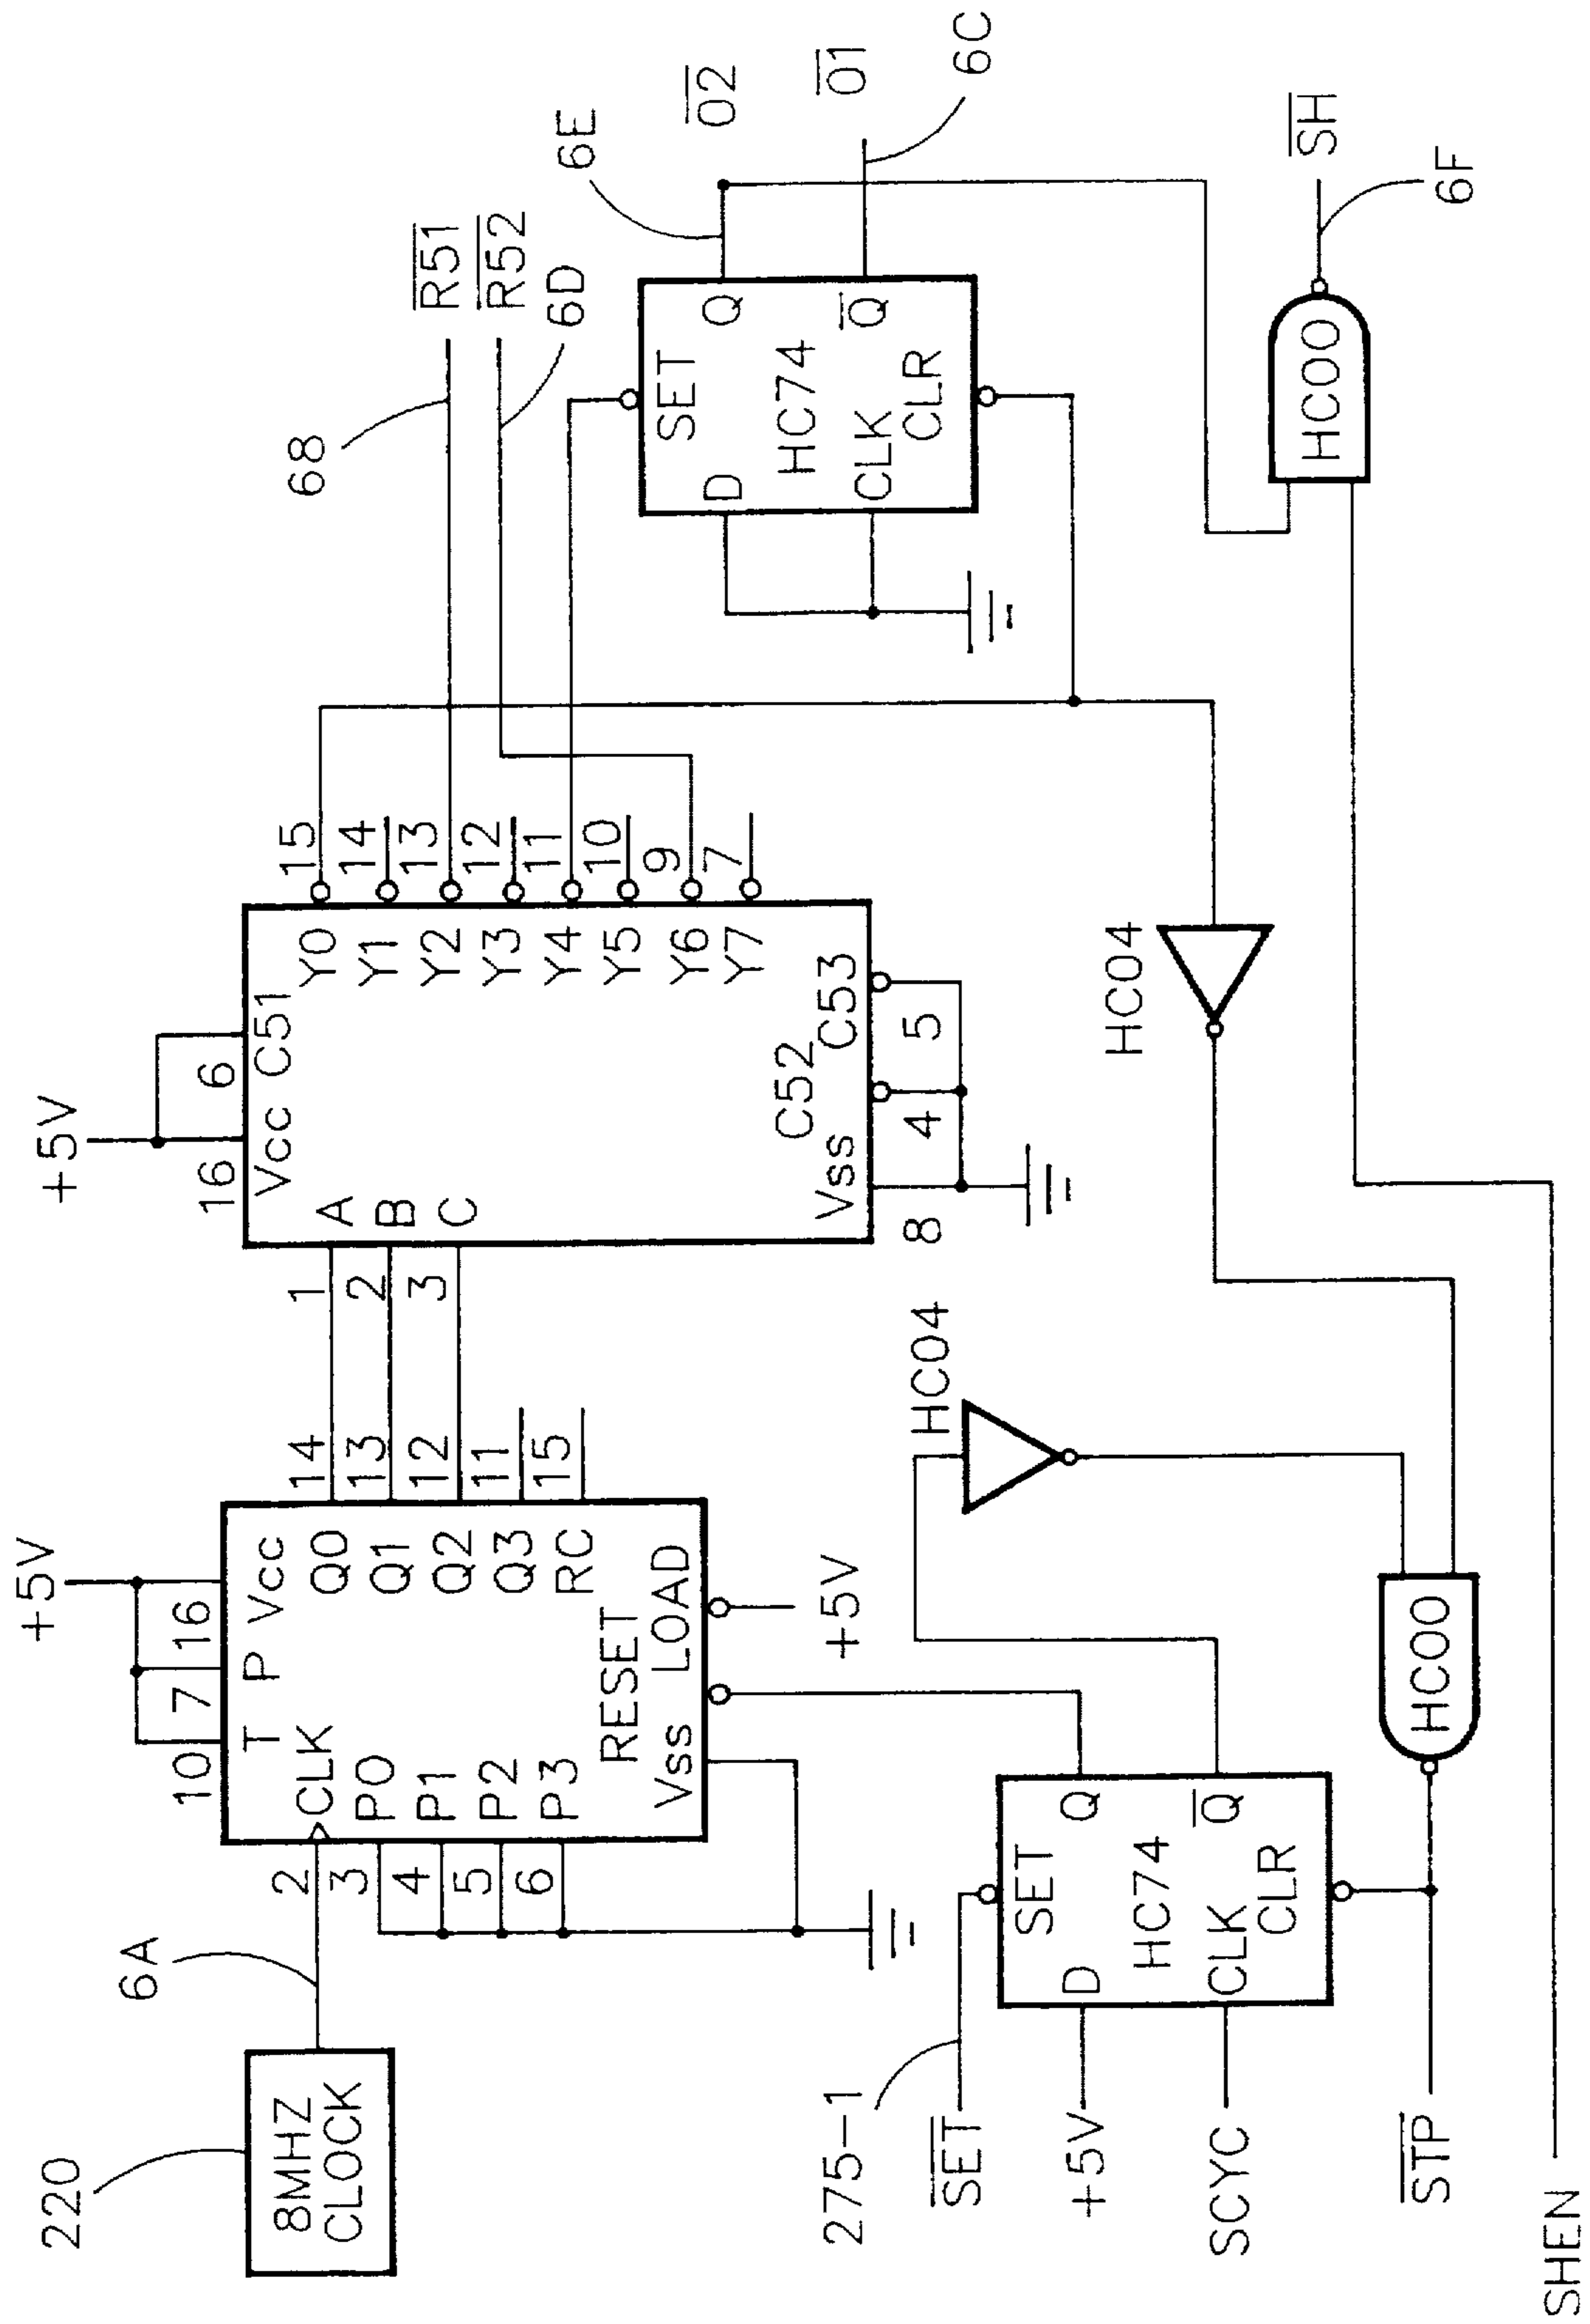 220
8MHZ
CLOCK
6A
2
3
4
5
6
+5V
10
7
16
T
P
Vcc
CLK
P0
P1
P2
P3
Q0
Q1
Q2
Q3
RC
RESET
LOAD
Vss
+5V
14
13
12
11
15
1
2
3
+5V
16
6
Vcc
C51
A
B
C
Y0
Y1
Y2
Y3
Y4
Y5
Y6
Y7
C52
C53
Vss
8
4
5
15
14
13
12
11
10
9
7
68
R51
R52
6D
6E
02
01
6C
SET
D
Q
HC74
CLK
Q
CLR
275-1
SET
+5V
SCYC
STP
SHEN
SET
D
Q
HC74
CLK
Q
CLR
HC04
HC00
HC04
HC00
SH
6F